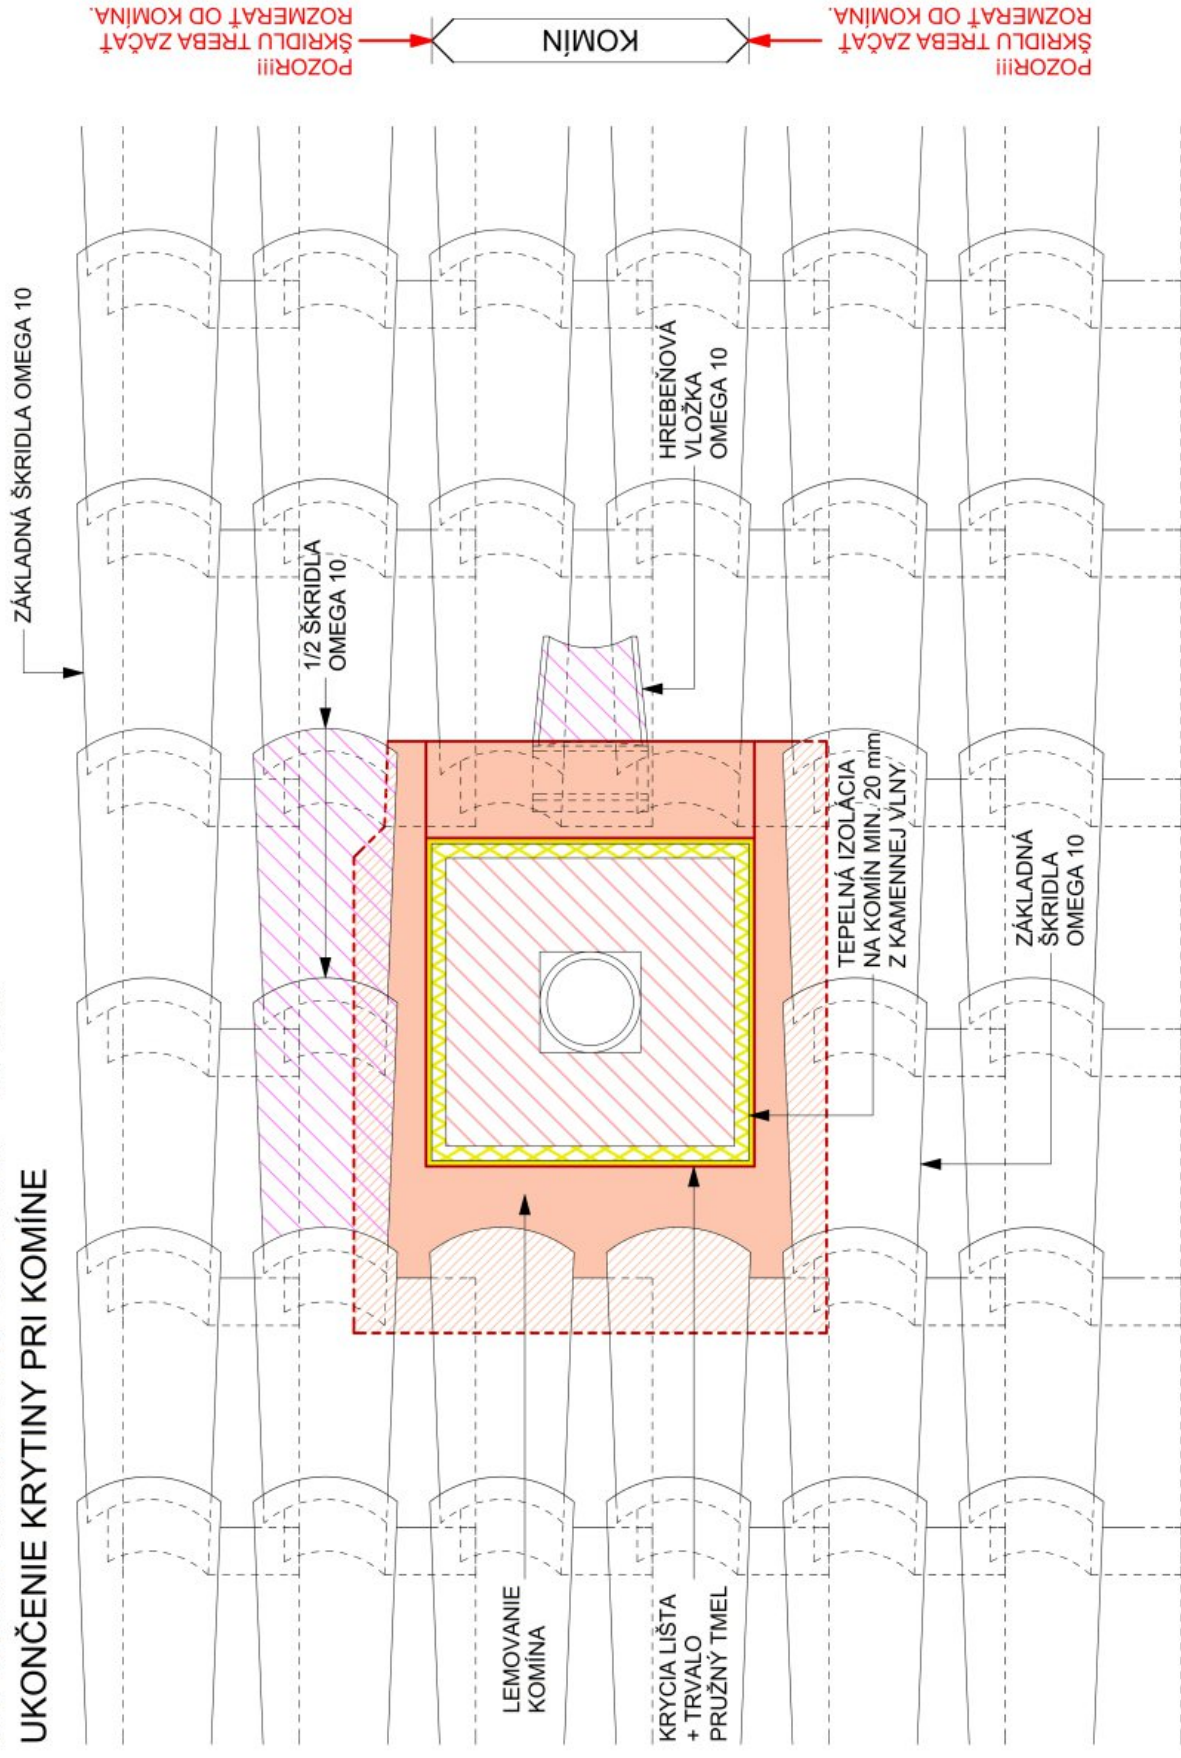 UKONČENIE KRYTINY PRI KOMÍNE
ZÁKLADNÁ ŠKRIDLA OMEGA 10
1/2 ŠKRIDLA
OMEGA 10
LEMOVANIE
KOMÍNA
HREBEŇOVÁ
VLOŽKA
OMEGA 10
KRYCIA LIŠTA
+ TRVALO
PRUŽNÝ TMEL
TEPELNÁ IZOLÁCIA
NA KOMÍN MIN. 20 mm
Z KAMENNEJ VLNY
ZÁKLADNÁ
ŠKRIDLA
OMEGA 10
POZOR!!!
ŠKRIDLU TREBA ZAČAŤ
ROZMERAŤ OD KOMÍNA.
KOMÍN
POZOR!!!
ŠKRIDLU TREBA ZAČAŤ
ROZMERAŤ OD KOMÍNA.